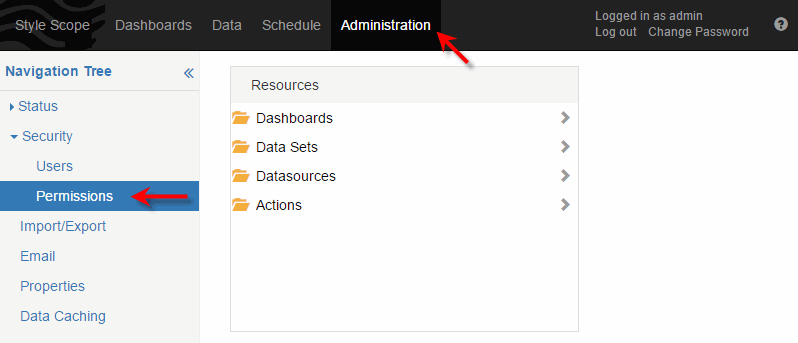 Style Scope Dashboards Data Schedule Administration
Logged in as admin
Log out Change Password
Navigation Tree
Status
Security
Users
Permissions
Import/Export
Email
Properties
Data Caching
Resources
Dashboards
Data Sets
Datasources
Actions